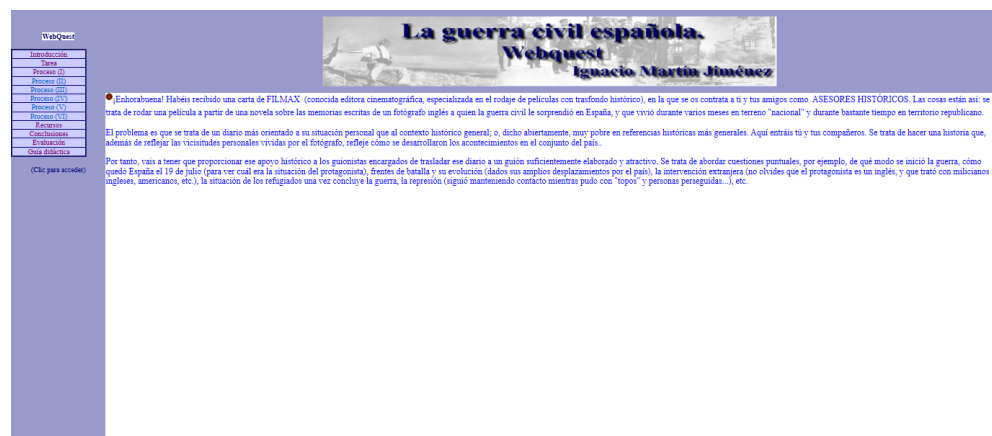 WebQuest
Introducción
Tarea
Proceso (I)
Proceso (II)
Proceso (III)
Proceso (IV)
Proceso (V)
Proceso (VI)
Recursos
Conclusiones
Evaluación
Guía didáctica
(Clic para acceder)
La guerra civil española.
Webquest
Ignacio Martín Jiménez
¡Enhorabuena! Habéis recibido una carta de FILMAX (conocida editora cinematográfica, especializada en el rodaje de películas con trasfondo histórico), en la que se os contrata a ti y tus amigos como ASESORES HISTÓRICOS. Las cosas están así: se
trata de rodar una película a partir de una novela sobre las memorias escritas de un fotógrafo inglés a quien la guerra civil le sorprendió en España, y que vivió durante varios meses en terreno "nacional" y durante bastante tiempo en territorio republicano.
El problema es que se trata de un diario más orientado a su situación personal que al contexto histórico general; o, dicho abiertamente, muy pobre en referencias históricas más generales. Aquí entráis tú y tus compañeros. Se trata de hacer una historia que,
además de reflejar las vicisitudes personales vividas por el fotógrafo, refleje cómo se desarrollaron los acontecimientos en el conjunto del país..
Por tanto, vais a tener que proporcionar ese apoyo histórico a los guionistas encargados de trasladar ese diario a un guión suficientemente elaborado y atractivo. Se trata de abordar cuestiones puntuales, por ejemplo, de qué modo se inició la guerra, cómo
quedó España el 19 de julio (para ver cuál era la situación del protagonista), frentes de batalla y su evolución (dados sus amplios desplazamientos por el país), la intervención extranjera (no olvides que el protagonista es un inglés, y que trató con milicianos
ingleses, americanos, etc.), la situación de los refugiados una vez concluye la guerra, la represión (siguió manteniendo contacto mientras pudo con "topos" y personas perseguidas...), etc.